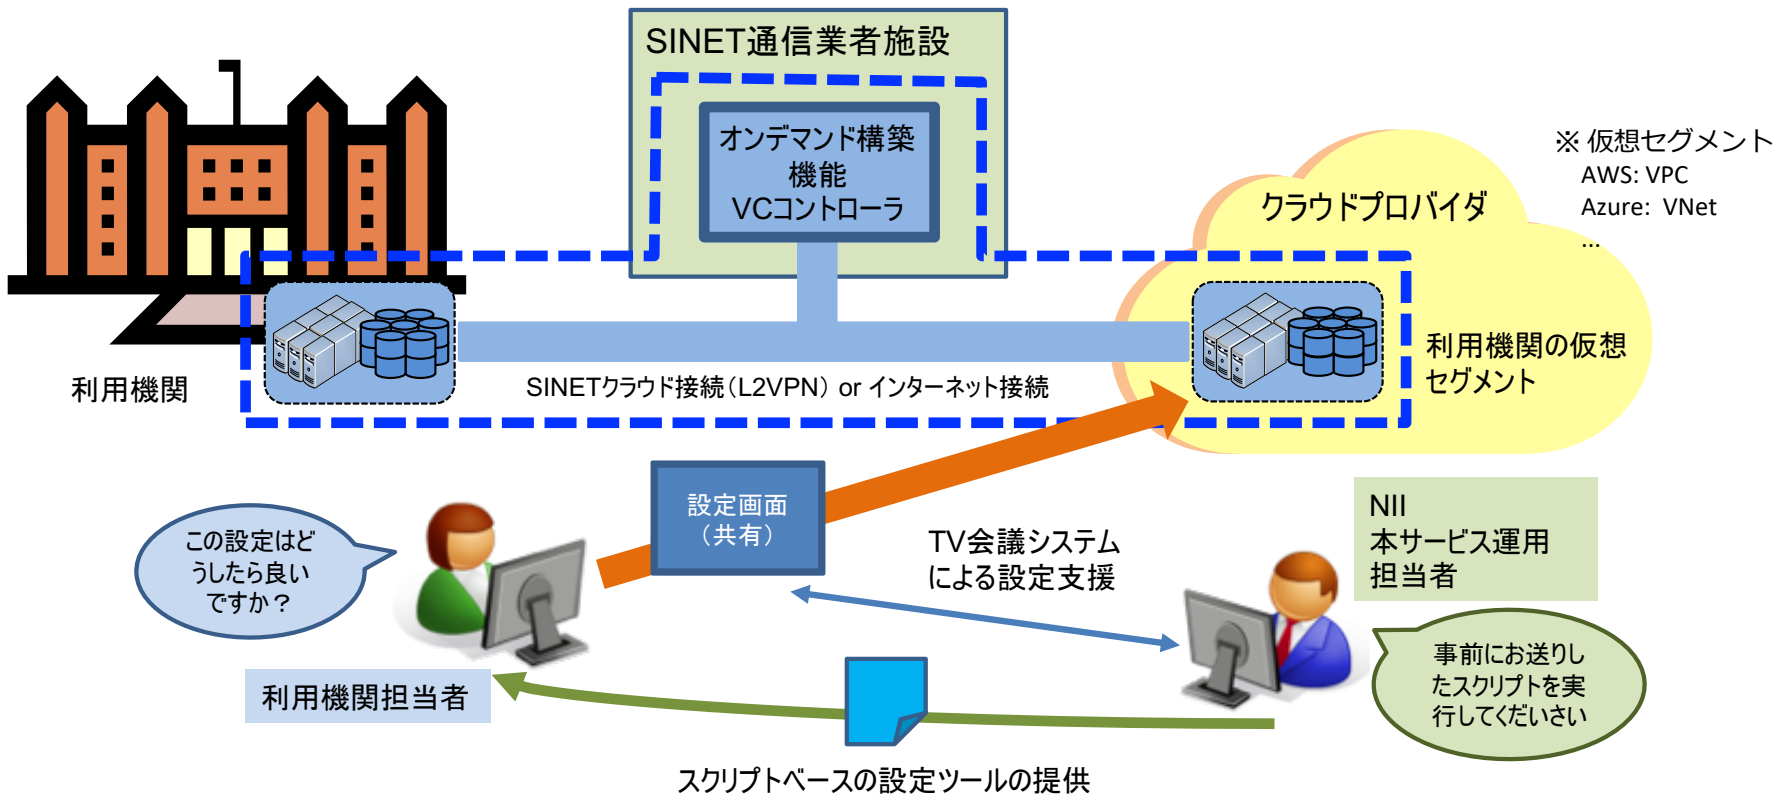 SINET通信業者施設
オンデマンド構築
機能
VCコントローラ
クラウドプロバイダ
※ 仮想セグメント
AWS: VPC
Azure: VNet
...
利用機関
SINETクラウド接続（L2VPN） or インターネット接続
利用機関の仮想
セグメント
設定画面
（共有）
この設定はど
うしたら良い
ですか？
TV会議システム
による設定支援
NII
本サービス運用
担当者
利用機関担当者
事前にお送りし
たスクリプトを実
行してくだいさい
スクリプトベースの設定ツールの提供